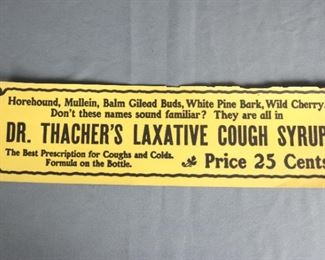 Horehound, Mullein, Balm Gilead Buds, White Pine Bark, Wild Cherry.
Don't these names sound familiar? They are all in
DR. THACHER'S LAXATIVE COUGH SYRUP
The Best Prescription for Coughs and Colds.
Formula on the Bottle.
Price 25 Cents